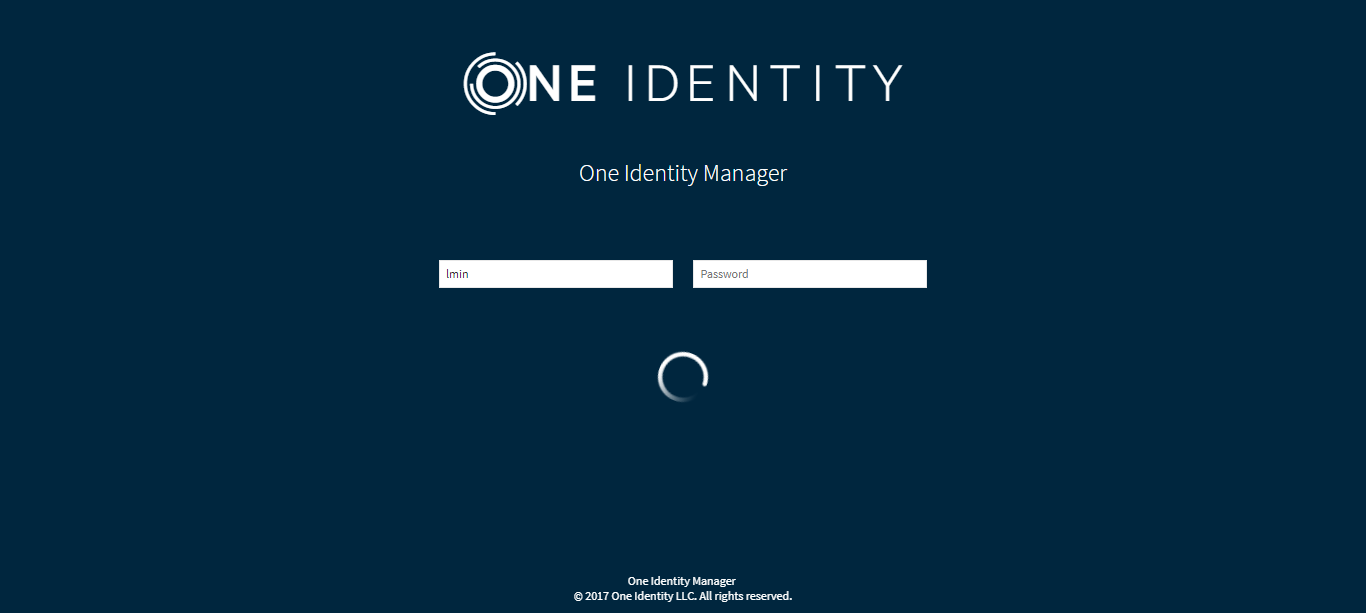 ONE IDENTITY
One Identity Manager
lmin
Password
One Identity Manager
© 2017 One Identity LLC. All rights reserved.